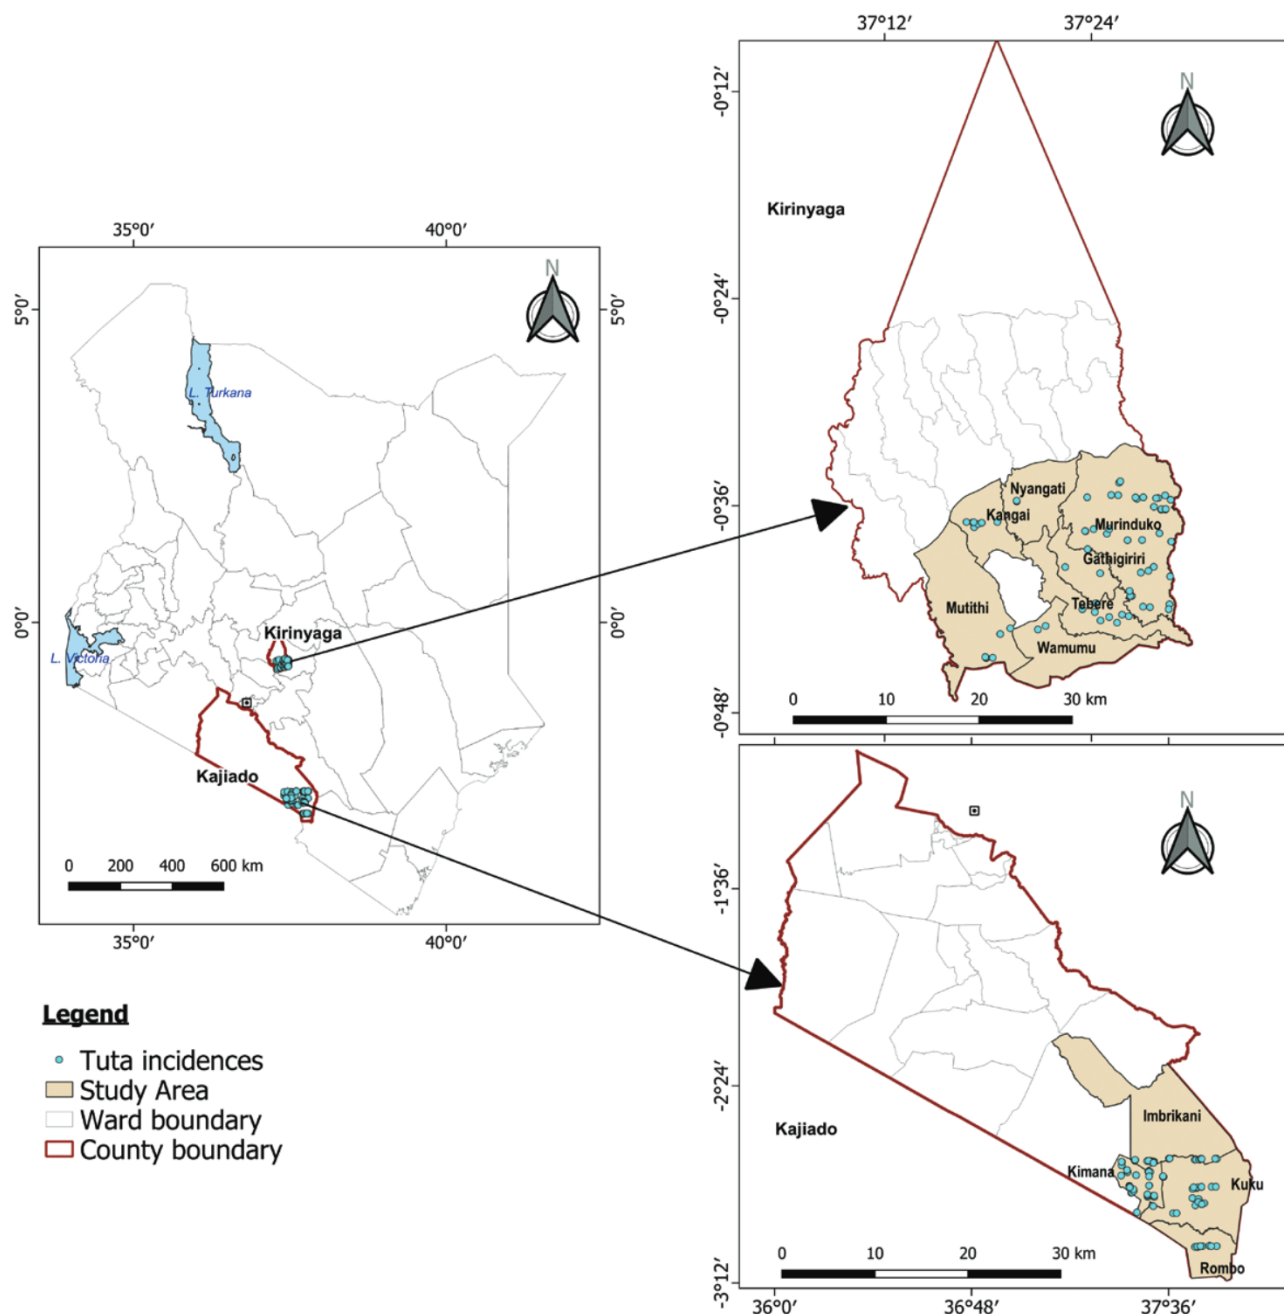 35°0′ 40°0′
N
5°0′ 5°0′
L. Turkana
0°0′ 0°0′
Kirinyaga
L. Victoria
Kajiado
0 200 400 600 km
35°0′ 40°0′
Legend
Tuta incidences
Study Area
Ward boundary
County boundary
37°12′ 37°24′
-0°12′
N
Kirinyaga
-0°24′
-0°36′
Nyangati
Kangai
Murinduko
Gathigiriri
Mutithi
Tebere
Wamumu
0 10 20 30 km
-0°48′
N
-1°36′
-2°24′
Imbrikani
Kajiado
Kimana
Kuku
0 10 20 30 km
Rombo
-3°12′
36°0′ 36°48′ 37°36′